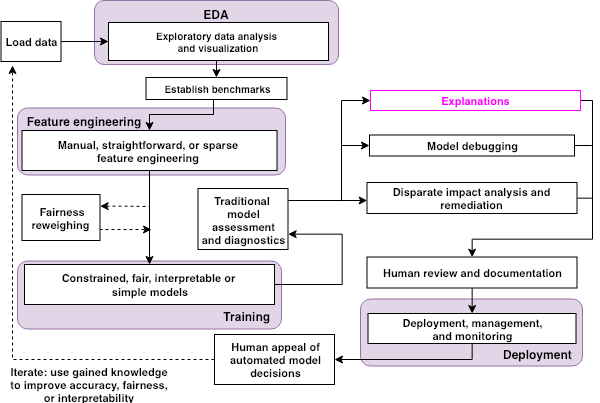 EDA
Load data
Exploratory data analysis
and visualization
Establish benchmarks
Feature engineering
Manual, straightforward, or sparse
feature engineering
Explanations
Model debugging
Disparate impact analysis and
remediation
Fairness
reweighing
Traditional
model
assessment
and diagnostics
Constrained, fair, interpretable or
simple models
Training
Human review and documentation
Deployment, management,
and monitoring
Deployment
Human appeal of
automated model
decisions
Iterate: use gained knowledge
to improve accuracy, fairness,
or interpretability